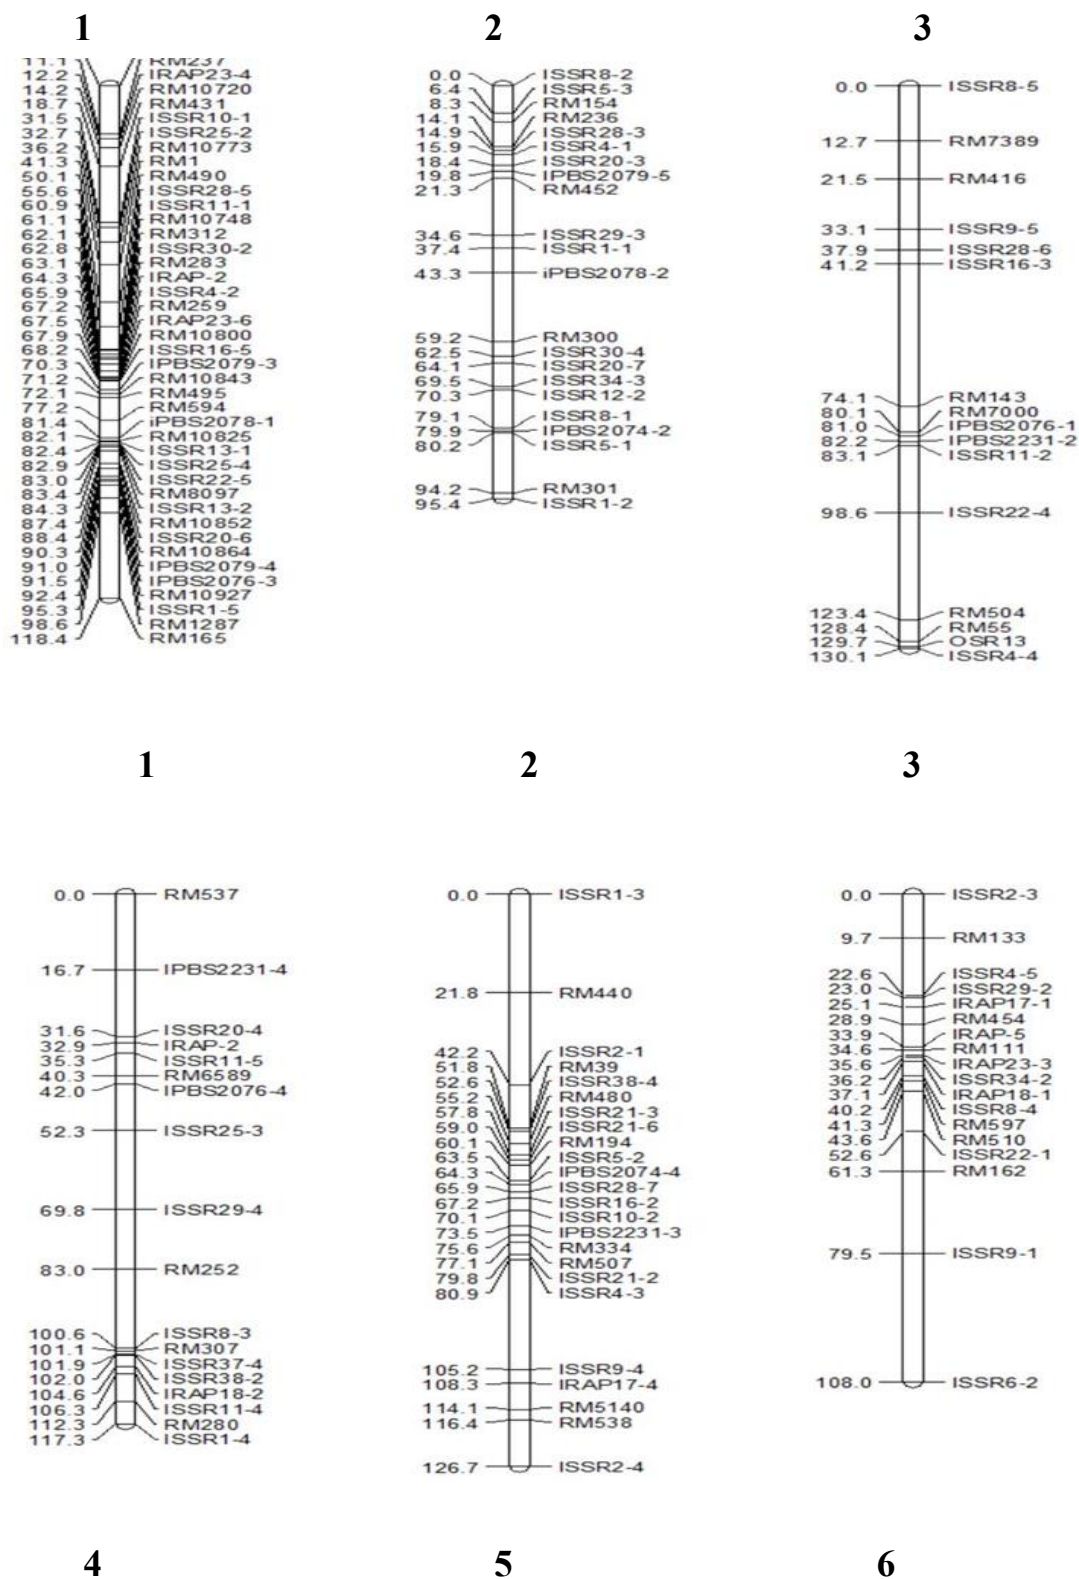 1 2 3
11.1 RM237
12.2 IRAP23-4
14.2 RM10720
18.7 RM431
31.5 ISSR10-1
32.7 ISSR25-2
36.2 RM10773
41.3 RM1
50.1 RM490
55.6 ISSR28-5
60.9 ISSR11-1
61.1 RM10748
62.1 RM312
62.8 ISSR30-2
63.1 RM283
64.3 IRAP-2
65.9 ISSR4-2
67.2 RM259
67.5 IRAP23-6
67.9 RM10800
68.2 ISSR16-5
70.3 IPBS2079-3
71.2 RM10843
72.1 RM495
77.2 RM594
81.4 iPBS2078-1
82.1 RM10825
82.4 ISSR13-1
82.9 ISSR25-4
83.0 ISSR22-5
83.4 RM8097
84.3 ISSR13-2
87.4 RM10852
88.4 ISSR20-6
90.3 RM10864
91.0 IPBS2079-4
91.5 IPBS2076-3
92.4 RM10927
95.3 ISSR1-5
98.6 RM1287
118.4 RM165
0.0 ISSR8-2
6.4 ISSR5-3
8.3 RM154
14.1 RM236
14.9 ISSR28-3
15.9 ISSR4-1
18.4 ISSR20-3
19.8 IPBS2079-5
21.3 RM452
34.6 ISSR29-3
37.4 ISSR1-1
43.3 iPBS2078-2
59.2 RM300
62.5 ISSR30-4
64.1 ISSR20-7
69.5 ISSR34-3
70.3 ISSR12-2
79.1 ISSR8-1
79.9 IPBS2074-2
80.2 ISSR5-1
94.2 RM301
95.4 ISSR1-2
0.0 ISSR8-5
12.7 RM7389
21.5 RM416
33.1 ISSR9-5
37.9 ISSR28-6
41.2 ISSR16-3
74.1 RM143
80.1 RM7000
81.0 IPBS2076-1
82.2 IPBS2231-2
83.1 ISSR11-2
98.6 ISSR22-4
123.4 RM504
128.4 RM55
129.7 OSR13
130.1 ISSR4-4
1 2 3
0.0 RM537
16.7 IPBS2231-4
31.6 ISSR20-4
32.9 IRAP-2
35.3 ISSR11-5
40.3 RM6589
42.0 IPBS2076-4
52.3 ISSR25-3
69.8 ISSR29-4
83.0 RM252
100.6 ISSR8-3
101.1 RM307
101.9 ISSR37-4
102.0 ISSR38-2
104.6 IRAP18-2
106.3 ISSR11-4
112.3 RM280
117.3 ISSR1-4
0.0 ISSR1-3
21.8 RM440
42.2 ISSR2-1
51.8 RM39
52.6 ISSR38-4
55.2 RM480
57.8 ISSR21-3
59.0 ISSR21-6
60.1 RM194
63.5 ISSR5-2
64.3 IPBS2074-4
65.9 ISSR28-7
67.2 ISSR16-2
70.1 ISSR10-2
73.5 IPBS2231-3
75.6 RM334
77.1 RM507
79.8 ISSR21-2
80.9 ISSR4-3
105.2 ISSR9-4
108.3 IRAP17-4
114.1 RM5140
116.4 RM538
126.7 ISSR2-4
0.0 ISSR2-3
9.7 RM133
22.6 ISSR4-5
23.0 ISSR29-2
25.1 IRAP17-1
28.9 RM454
33.9 IRAP-5
34.6 RM111
35.6 IRAP23-3
36.2 ISSR34-2
37.1 IRAP18-1
40.2 ISSR8-4
41.3 RM597
43.6 RM510
52.6 ISSR22-1
61.3 RM162
79.5 ISSR9-1
108.0 ISSR6-2
4 5 6